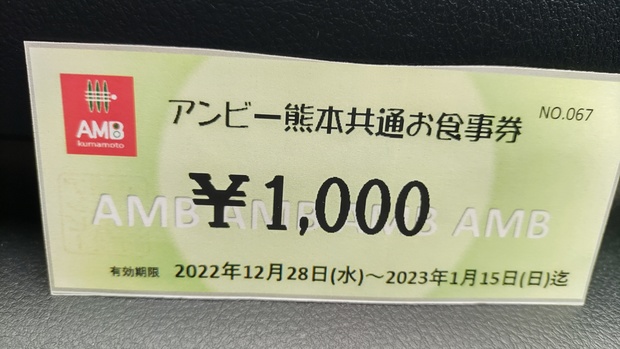 AMB
kumamoto
アンビー熊本共通お食事券
NO.067
¥1,000
AMB AMB AMB AMB
有効期限 2022年12月28日(水)～2023年1月15日(日)迄